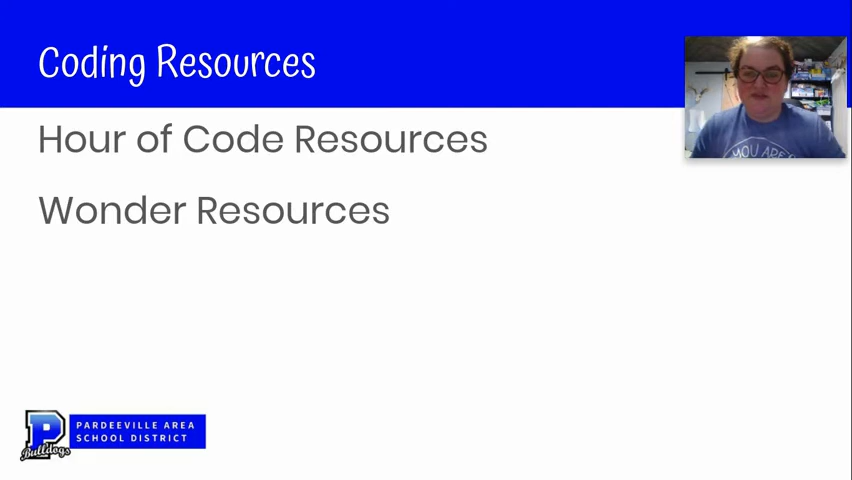 Coding Resources
Hour of Code Resources
Wonder Resources
YOU ARE
P
Bulldogs
PARDEEVILLE AREA
SCHOOL DISTRICT